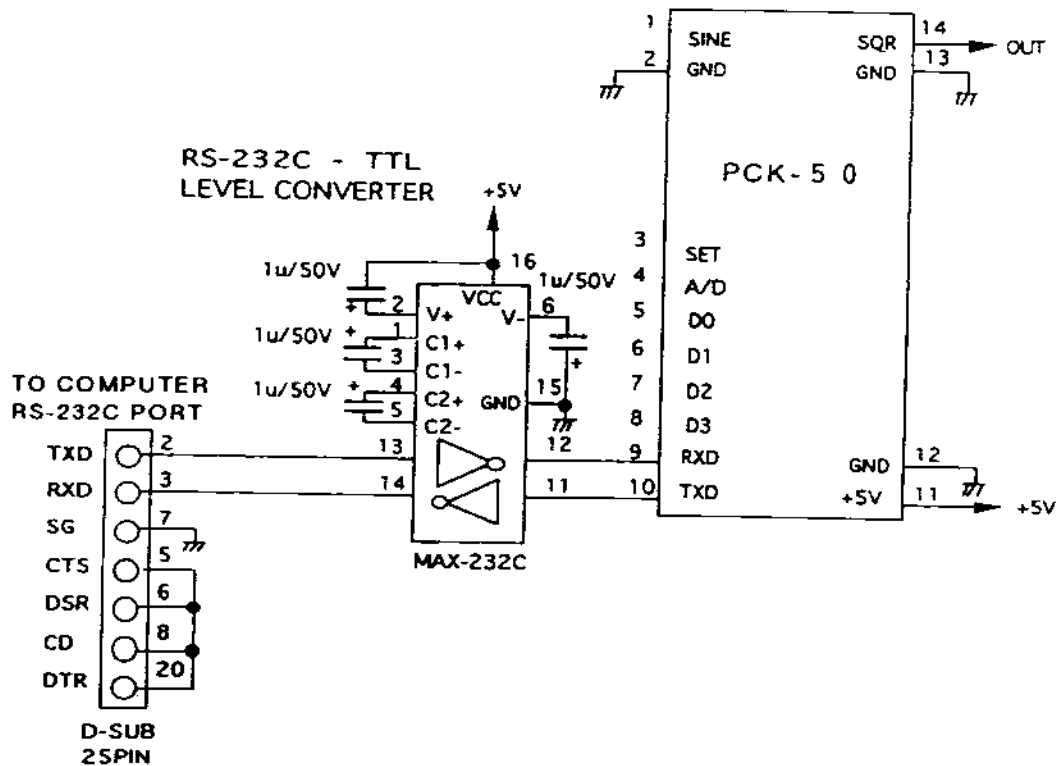 1
SINE
2
GND
14
SQR
OUT
13
GND
PCK-50
3
SET
4
A/D
5
D0
6
D1
7
D2
8
D3
9
RXD
10
TXD
12
GND
11
+5V
+5V
RS-232C - TTL
LEVEL CONVERTER
+5V
16
VCC
1u/50V
2
V+
1u/50V
6
V-
1u/50V
+
+
+
+
1
C1+
3
C1-
1u/50V
4
C2+
5
C2-
15
GND
13
12
14
11
MAX-232C
TO COMPUTER
RS-232C PORT
TXD
2
RXD
3
SG
7
CTS
5
DSR
6
CD
8
DTR
20
D-SUB
25PIN